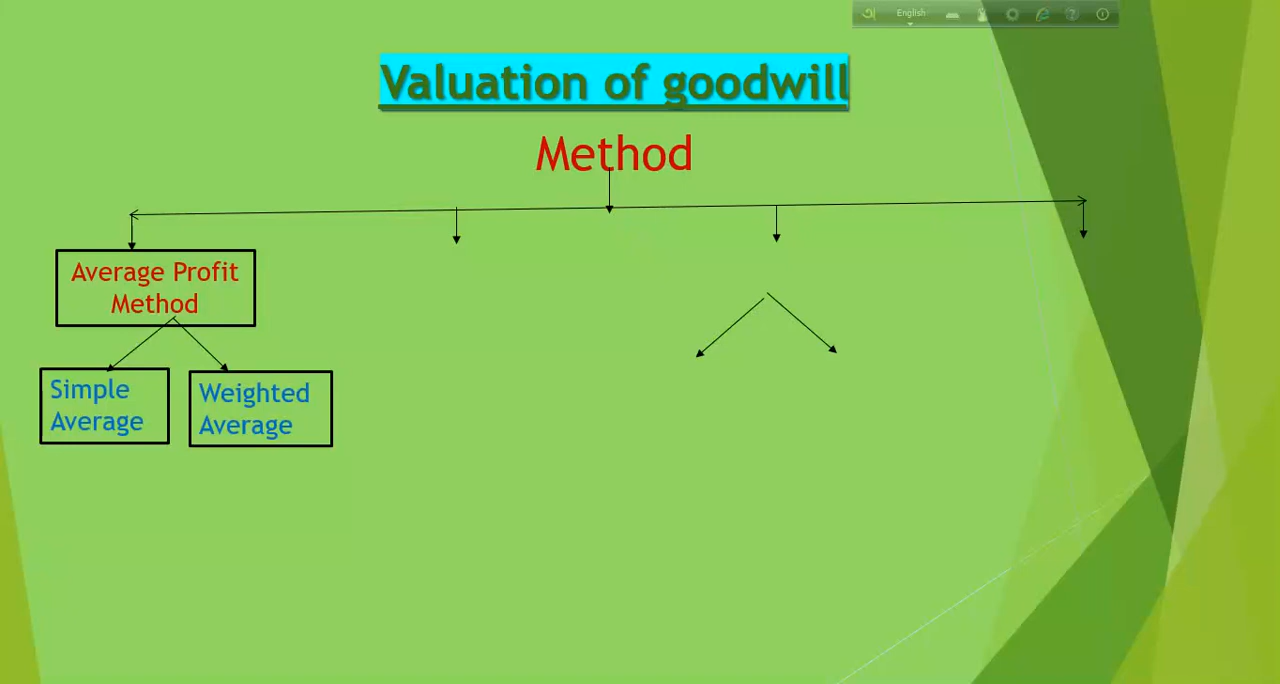 English
Valuation of goodwill
Method
Average Profit
Method
Simple
Average
Weighted
Average